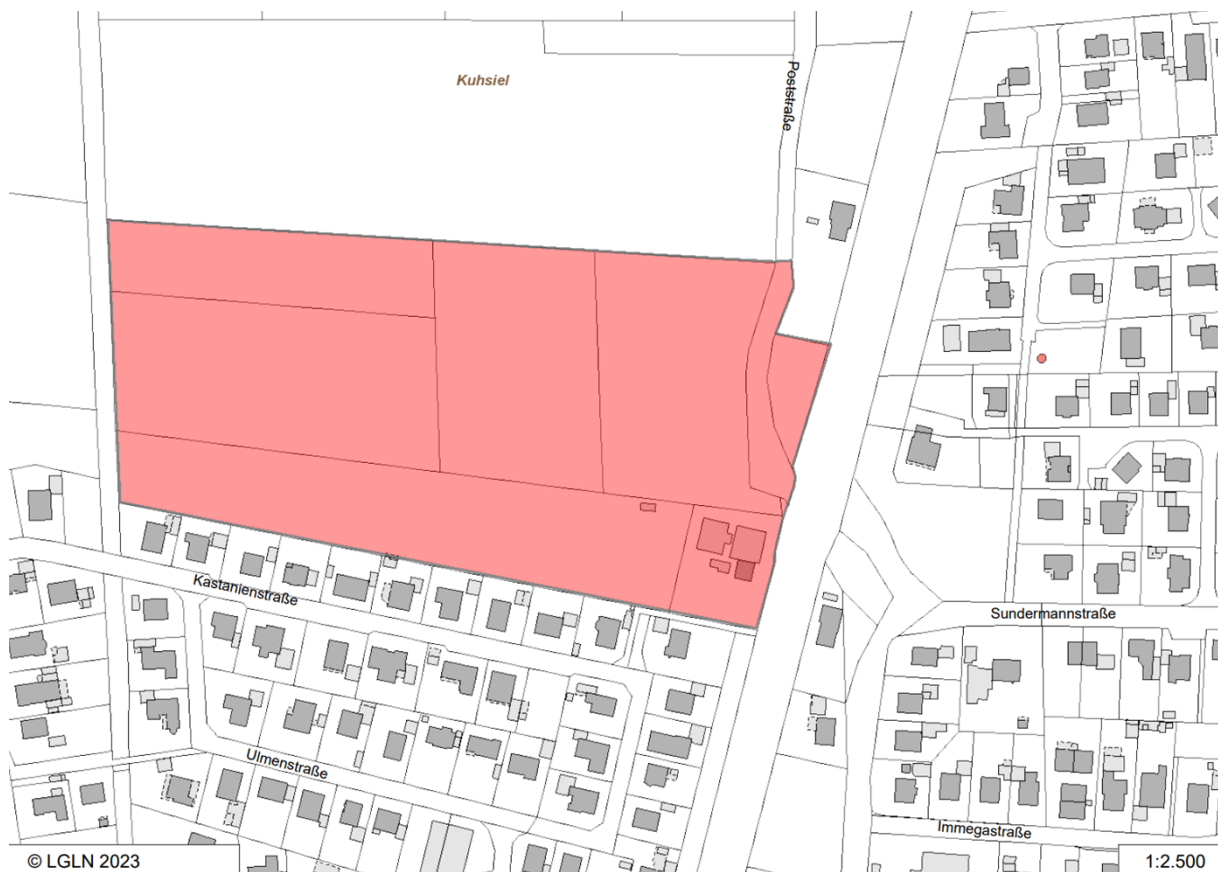 Kuhsiel
Poststraße
Kastanienstraße
Sundermannstraße
Ulmenstraße
Immegastraße
© LGLN 2023
1:2.500